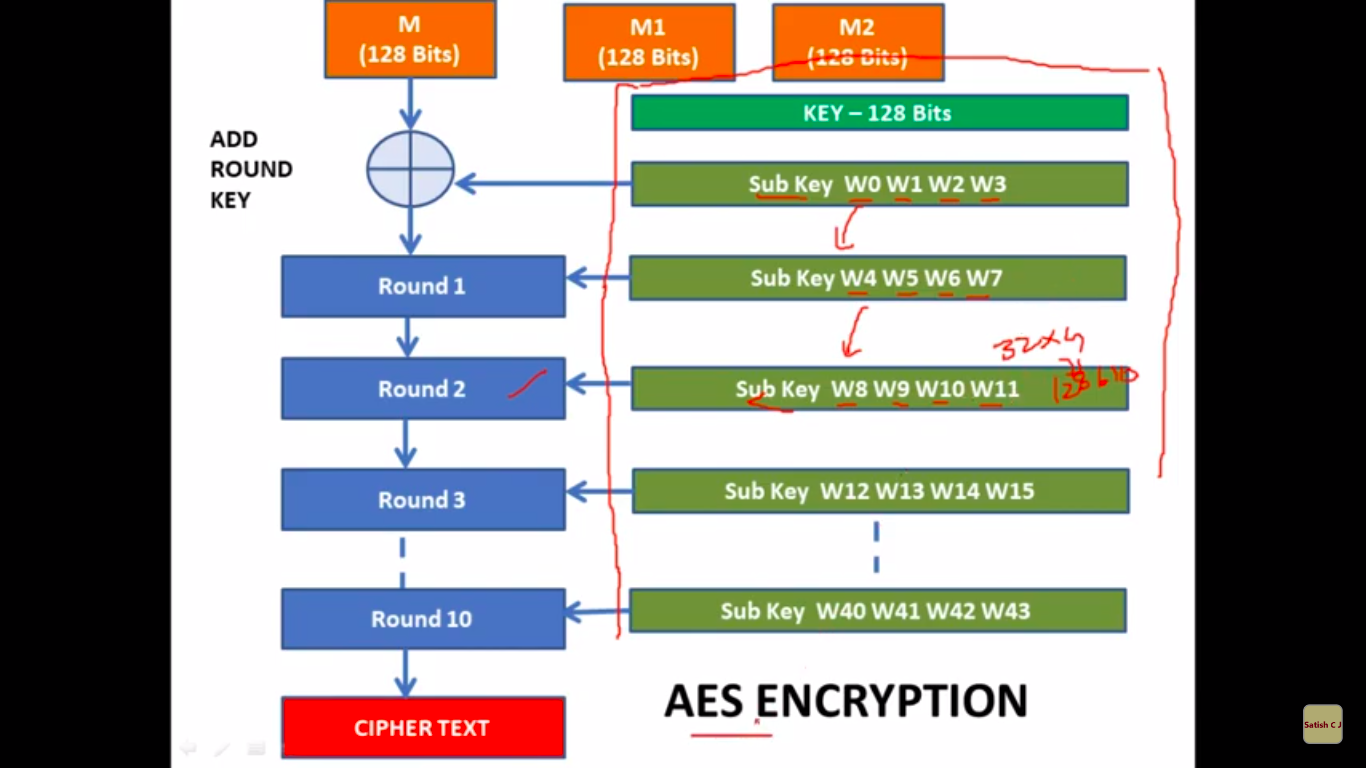 M
(128 Bits)
M1
(128 Bits)
M2
(128 Bits)
KEY – 128 Bits
ADD
ROUND
KEY
Sub Key W0 W1 W2 W3
Round 1
Sub Key W4 W5 W6 W7
32x4
128 bits
Round 2
Sub Key W8 W9 W10 W11
Round 3
Sub Key W12 W13 W14 W15
Round 10
Sub Key W40 W41 W42 W43
CIPHER TEXT
AES ENCRYPTION
Satish C J